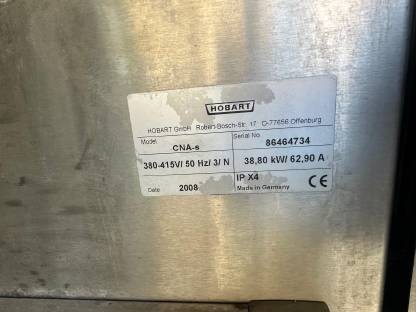 HOBART
HOBART GmbH Robert-Bosch-Str. 17 D-77656 Offenburg
Model CNA-s Serial No. 86464734
380-415V/ 50 Hz/ 3/ N 38,80 kW/ 62,90 A
Date 2008 IP X4
Made in Germany CE